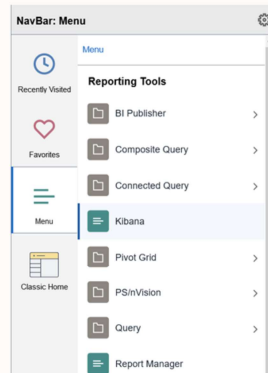 NavBar: Menu
Recently Visited
Favorites
Menu
Classic Home
Menu
Reporting Tools
BI Publisher
Composite Query
Connected Query
Kibana
Pivot Grid
PS/nVision
Query
Report Manager